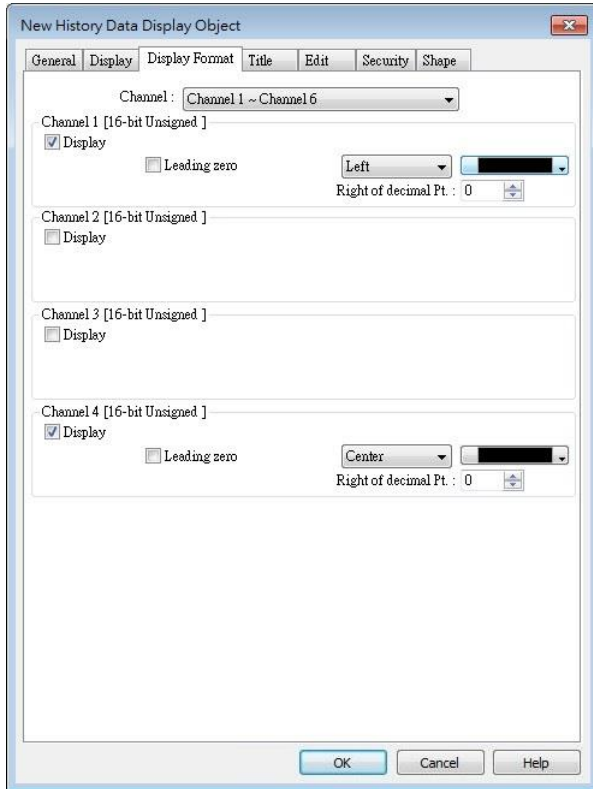 New History Data Display Object
General Display Display Format Title Edit Security Shape
Channel : Channel 1 ~ Channel 6
Channel 1 [16-bit Unsigned ]
Display
Leading zero Left
Right of decimal Pt. : 0
Channel 2 [16-bit Unsigned ]
Display
Channel 3 [16-bit Unsigned ]
Display
Channel 4 [16-bit Unsigned ]
Display
Leading zero Center
Right of decimal Pt. : 0
OK Cancel Help